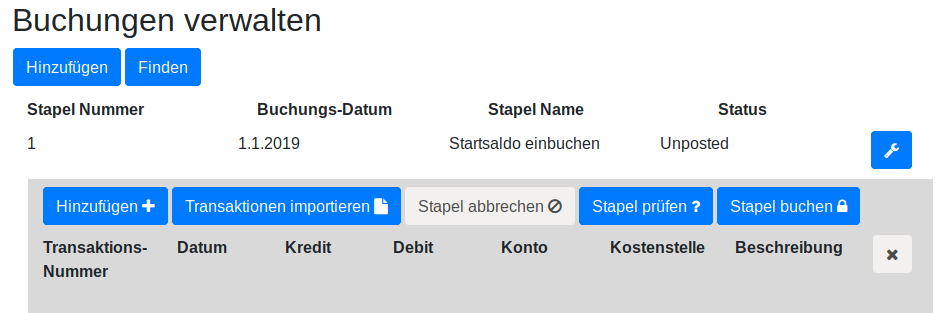 Buchungen verwalten
Hinzufügen Finden
Stapel Nummer Buchungs-Datum Stapel Name Status
1 1.1.2019 Startsaldo einbuchen Unposted
Hinzufügen Transaktionen importieren Stapel abbrechen Stapel prüfen ? Stapel buchen
Transaktions- Datum Kredit Debit Konto Kostenstelle Beschreibung
Nummer